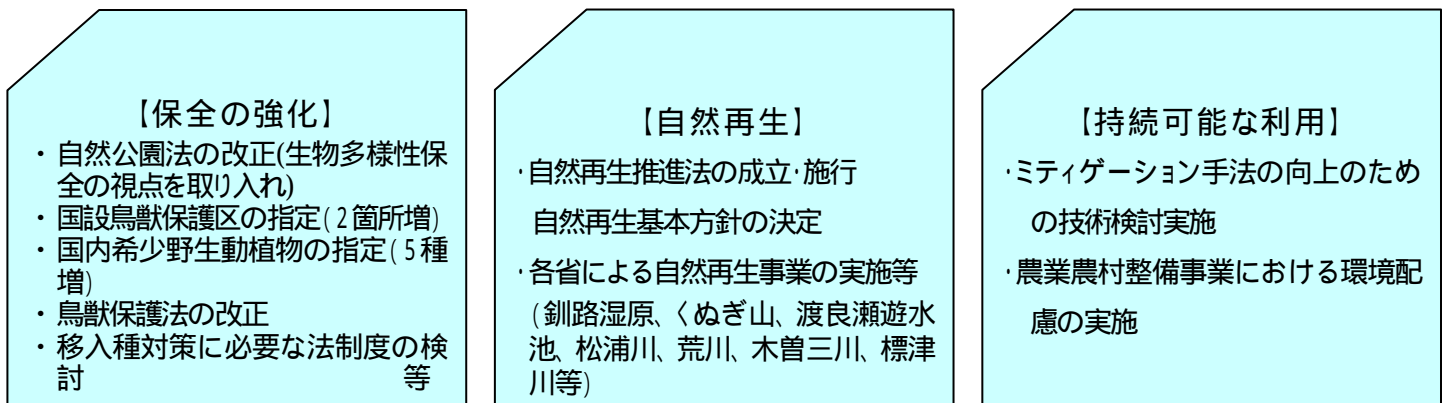 【保全の強化】
・ 自然公園法の改正(生物多様性保
全の視点を取り入れ)
・ 国設鳥獣保護区の指定(2箇所増)
・ 国内希少野生動植物の指定(5種
増)
・ 鳥獣保護法の改正
・ 移入種対策に必要な法制度の検
討 等
【自然再生】
・自然再生推進法の成立・施行
自然再生基本方針の決定
・各省による自然再生事業の実施等
(釧路湿原、くぬぎ山、渡良瀬遊水
池、松浦川、荒川、木曽三川、標津
川等)
【持続可能な利用】
・ミティゲーション手法の向上のため
の技術検討実施
・農業農村整備事業における環境配
慮の実施